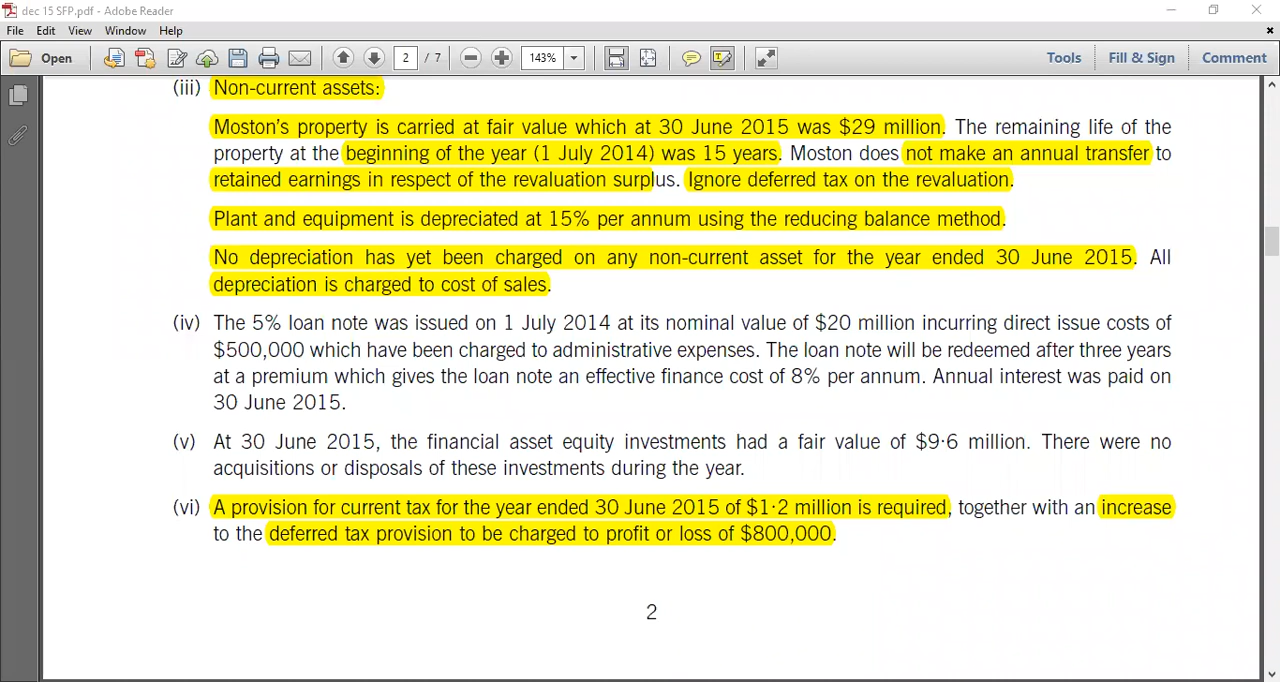 dec 15 SFP.pdf - Adobe Reader
File Edit View Window Help
Open 2 / 7 143% Tools Fill & Sign Comment
(iii) Non-current assets:
Moston's property is carried at fair value which at 30 June 2015 was $29 million. The remaining life of the
property at the beginning of the year (1 July 2014) was 15 years. Moston does not make an annual transfer to
retained earnings in respect of the revaluation surplus. Ignore deferred tax on the revaluation.
Plant and equipment is depreciated at 15% per annum using the reducing balance method.
No depreciation has yet been charged on any non-current asset for the year ended 30 June 2015. All
depreciation is charged to cost of sales.
(iv) The 5% loan note was issued on 1 July 2014 at its nominal value of $20 million incurring direct issue costs of
$500,000 which have been charged to administrative expenses. The loan note will be redeemed after three years
at a premium which gives the loan note an effective finance cost of 8% per annum. Annual interest was paid on
30 June 2015.
(v) At 30 June 2015, the financial asset equity investments had a fair value of $9·6 million. There were no
acquisitions or disposals of these investments during the year.
(vi) A provision for current tax for the year ended 30 June 2015 of $1·2 million is required, together with an increase
to the deferred tax provision to be charged to profit or loss of $800,000.
2